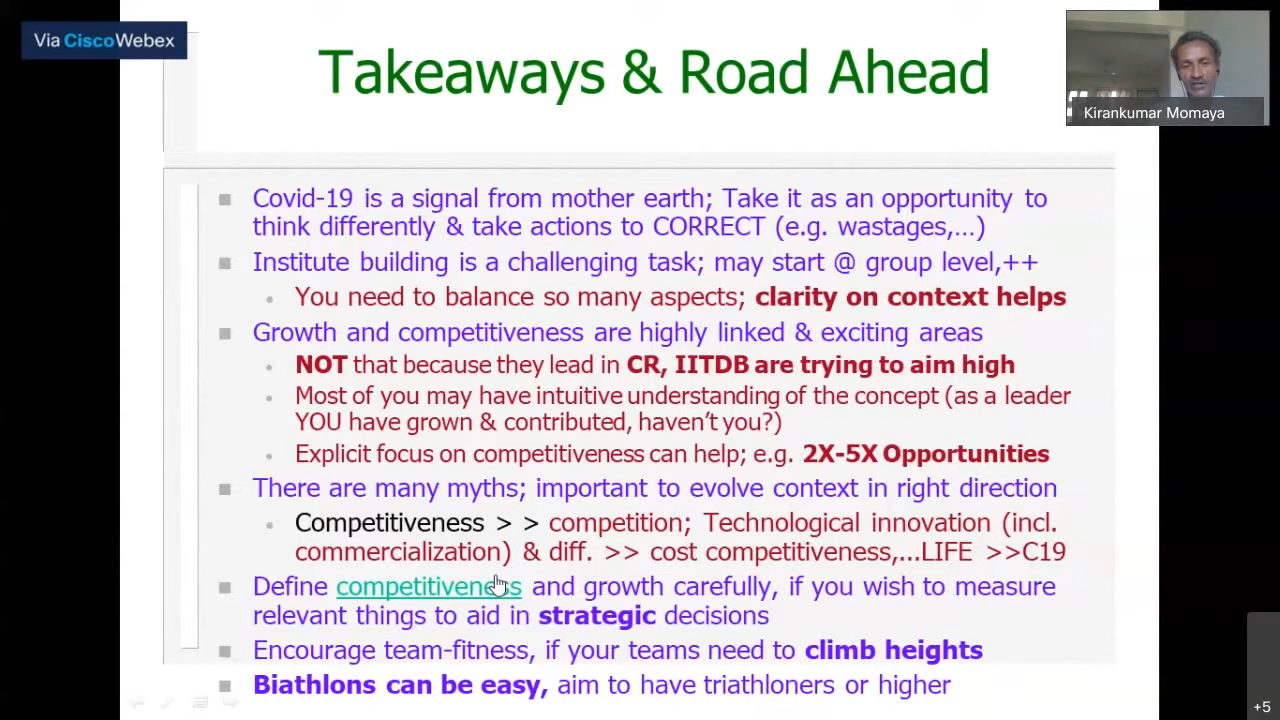 Via CiscoWebex
Takeaways & Road Ahead
Kirankumar Momaya
Covid-19 is a signal from mother earth; Take it as an opportunity to
think differently & take actions to CORRECT (e.g. wastages,...)
Institute building is a challenging task; may start @ group level,++
You need to balance so many aspects; clarity on context helps
Growth and competitiveness are highly linked & exciting areas
NOT that because they lead in CR, IITDB are trying to aim high
Most of you may have intuitive understanding of the concept (as a leader
YOU have grown & contributed, haven't you?)
Explicit focus on competitiveness can help; e.g. 2X-5X Opportunities
There are many myths; important to evolve context in right direction
Competitiveness > > competition; Technological innovation (incl.
commercialization) & diff. >> cost competitiveness,...LIFE >>C19
Define competitiveness and growth carefully, if you wish to measure
relevant things to aid in strategic decisions
Encourage team-fitness, if your teams need to climb heights
Biathlons can be easy, aim to have triathloners or higher
+5